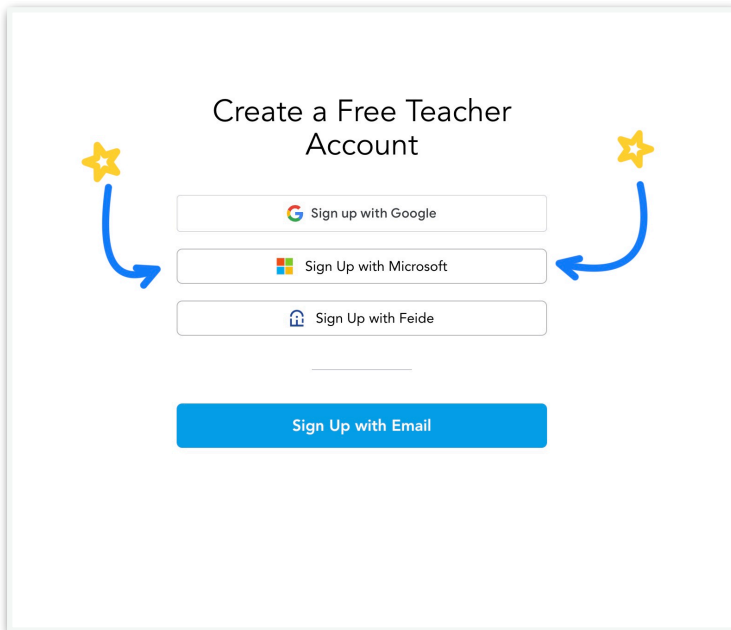 Create a Free Teacher
Account
Sign up with Google
Sign Up with Microsoft
Sign Up with Feide
Sign Up with Email